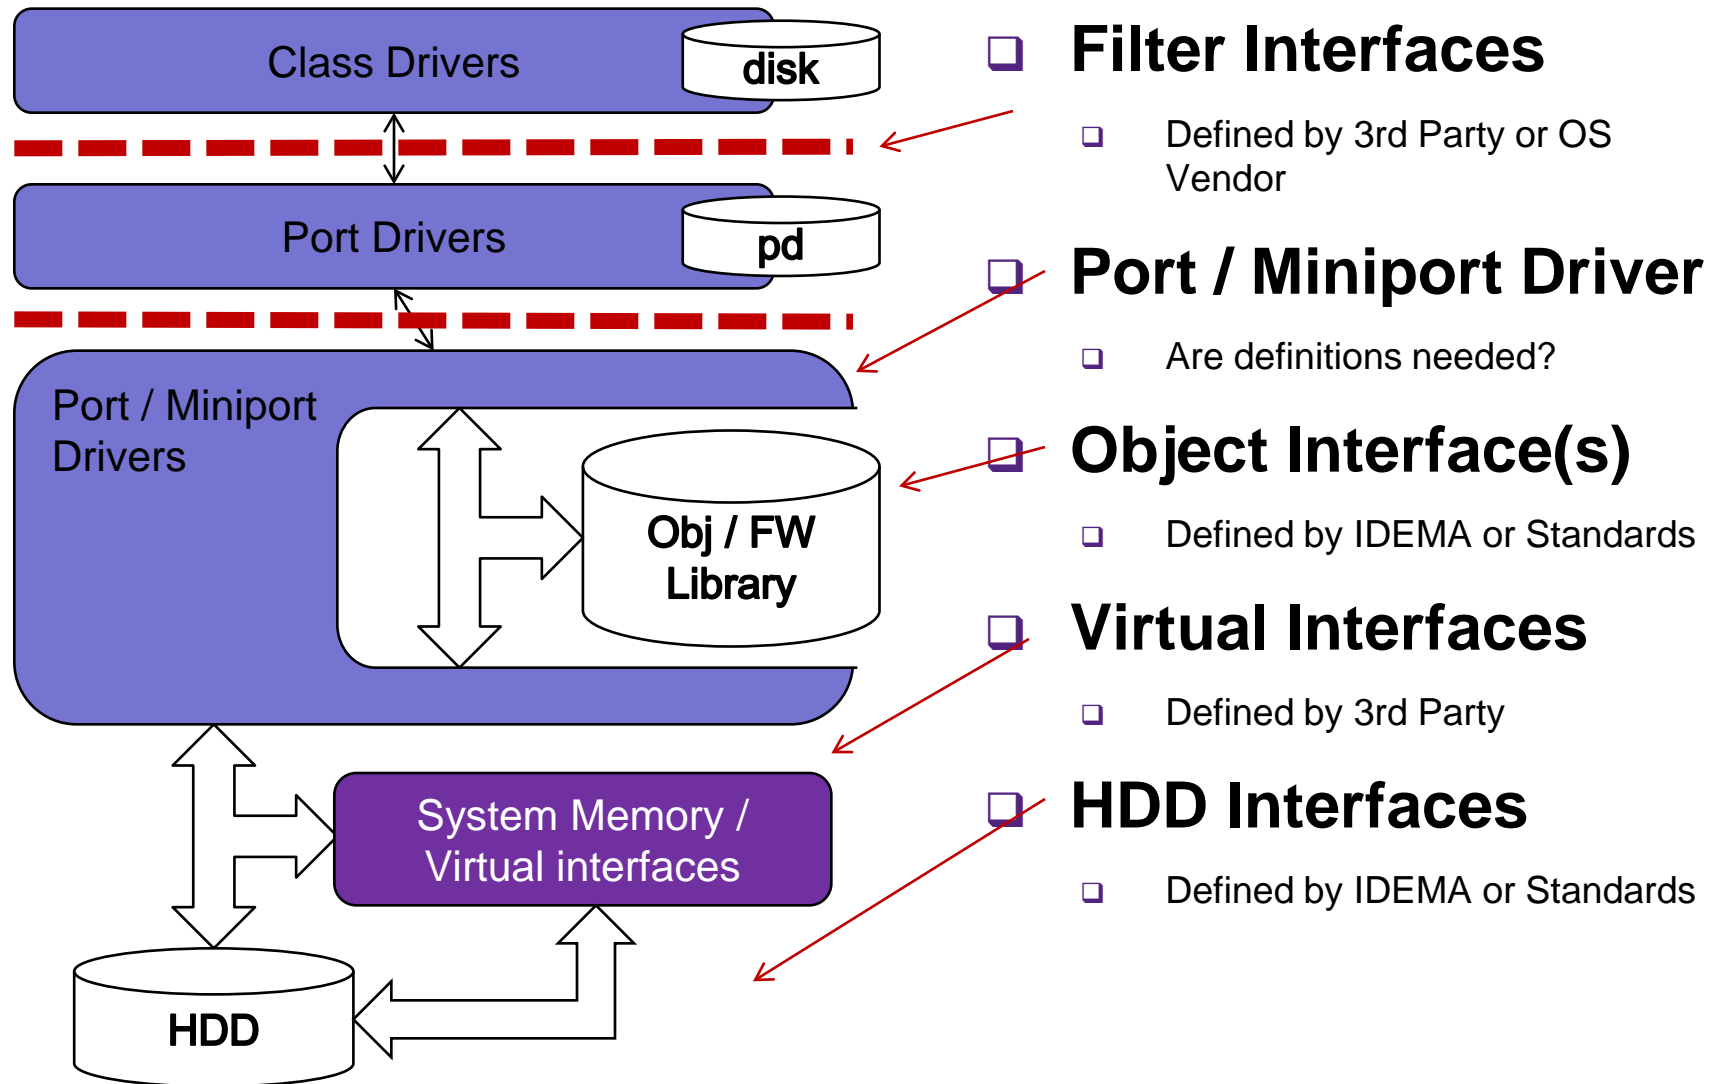 Class Drivers
disk
Port Drivers
pd
Port / Miniport
Drivers
Obj / FW
Library
System Memory /
Virtual interfaces
HDD
Filter Interfaces
Defined by 3rd Party or OS
Vendor
Port / Miniport Driver
Are definitions needed?
Object Interface(s)
Defined by IDEMA or Standards
Virtual Interfaces
Defined by 3rd Party
HDD Interfaces
Defined by IDEMA or Standards